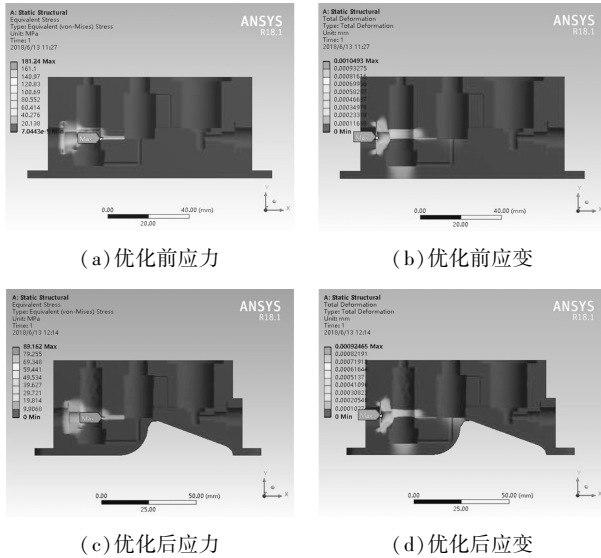 A: Static Structural
Equivalent Stress
Type: Equivalent (von-Mises) Stress
Unit: MPa
Time: 1
2018/6/13 11:27
ANSYS
R18.1
181.24 Max
161.1
140.97
120.83
100.69
80.552
60.414
40.276
20.138
Max
0.00
40.00 (mm)
20.00
Y
X
(a)优化前应力
A: Static Structural
Total Deformation
Type: Total Deformation
Unit: mm
Time: 1
2018/6/13 11:27
ANSYS
R18.1
0.0010493 Max
0.00093275
0 Min
0.00
40.00 (mm)
20.00
Y
X
(b)优化前应变
A: Static Structural
Equivalent Stress
Type: Equivalent (von-Mises) Stress
Unit: MPa
Time: 1
2018/6/13 12:14
ANSYS
R18.1
89.162 Max
79.255
69.348
59.441
49.534
39.627
29.721
19.814
9.9068
0 Min
0.00
50.00 (mm)
25.00
Y
X
(c)优化后应力
A: Static Structural
Total Deformation
Type: Total Deformation
Unit: mm
Time: 1
2018/6/13 12:14
ANSYS
R18.1
0.00092465 Max
0.00082191
0 Min
0.00
50.00 (mm)
25.00
Y
X
(d)优化后应变